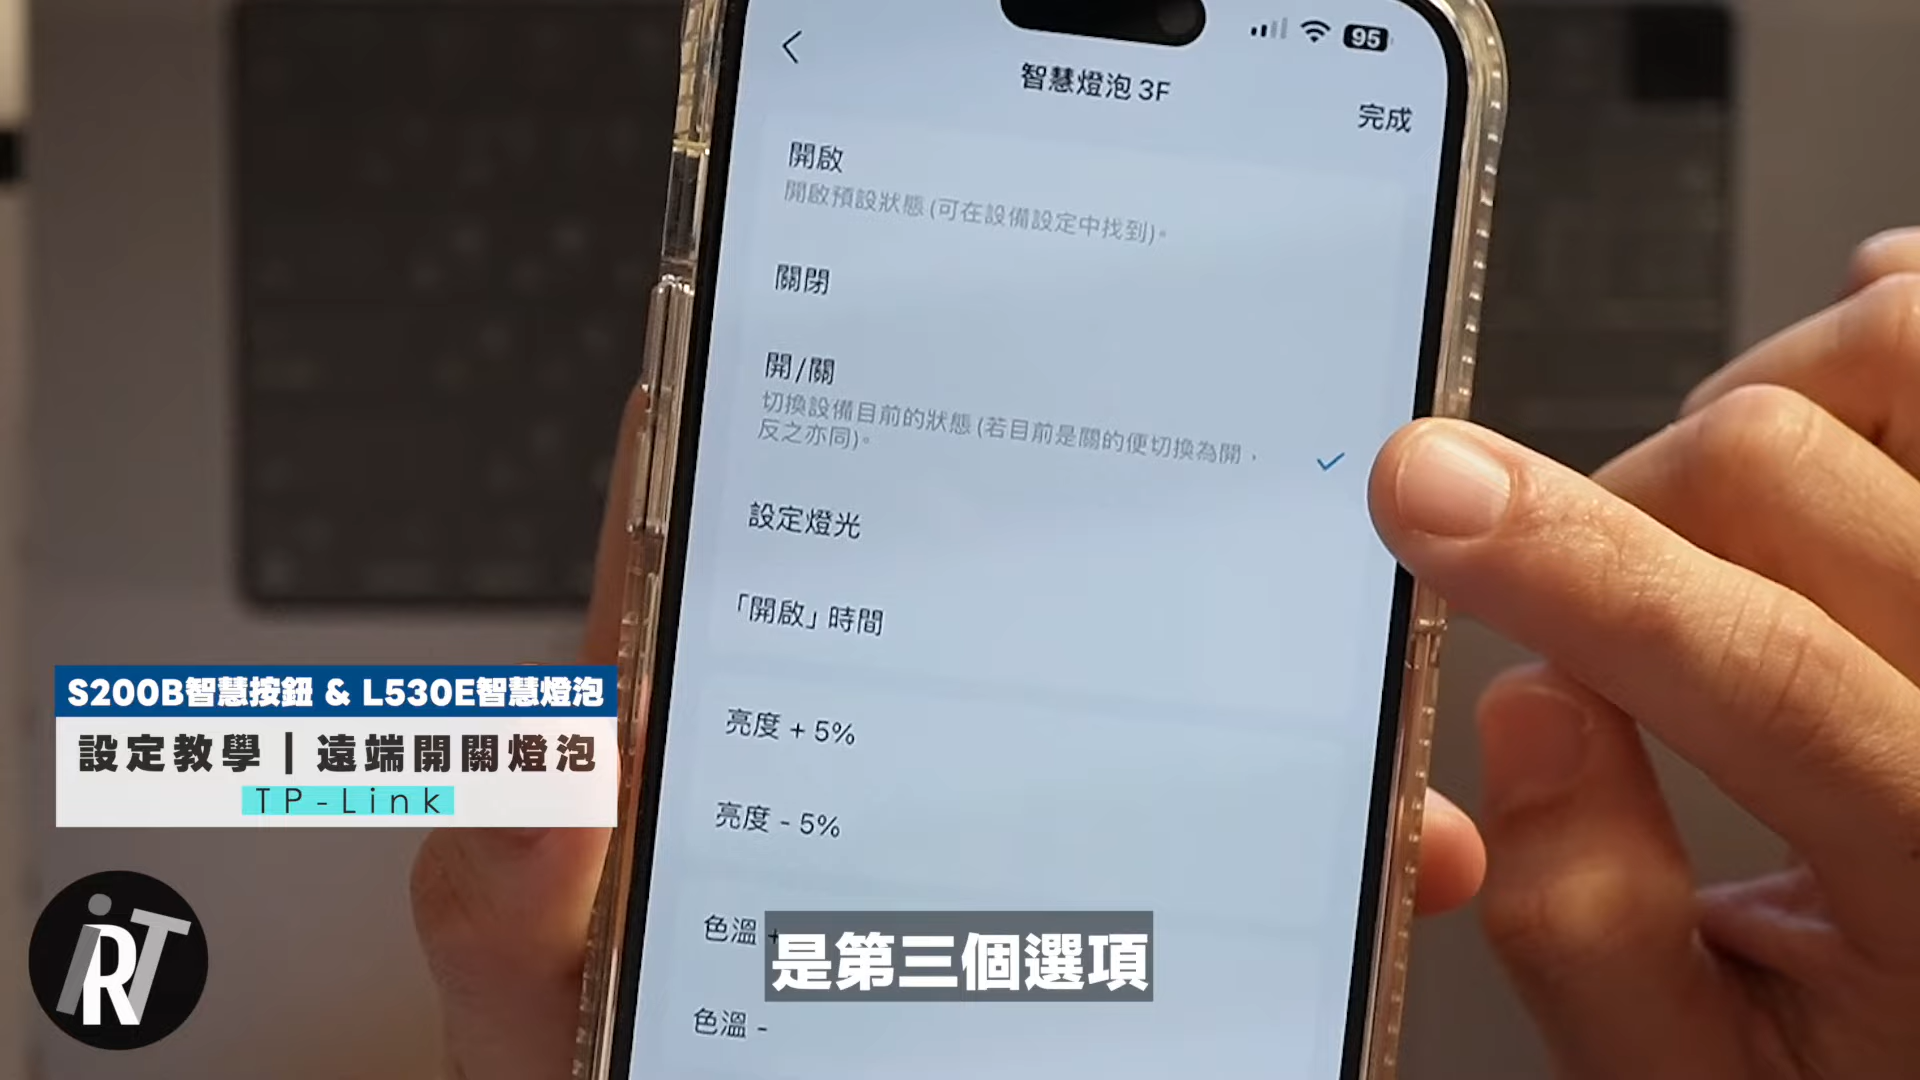 95
智慧燈泡 3F
完成
開啟
開啟預設狀態 (可在設備設定中找到)。
關閉
開/關
切換設備目前的狀態 (若目前是關的便切換為開，
反之亦同)。
設定燈光
「開啟」時間
亮度 + 5%
亮度 - 5%
色溫 +
色溫 -
S200B智慧按鈕 & L530E智慧燈泡
設定教學｜遠端開關燈泡
TP-Link
iRT
是第三個選項